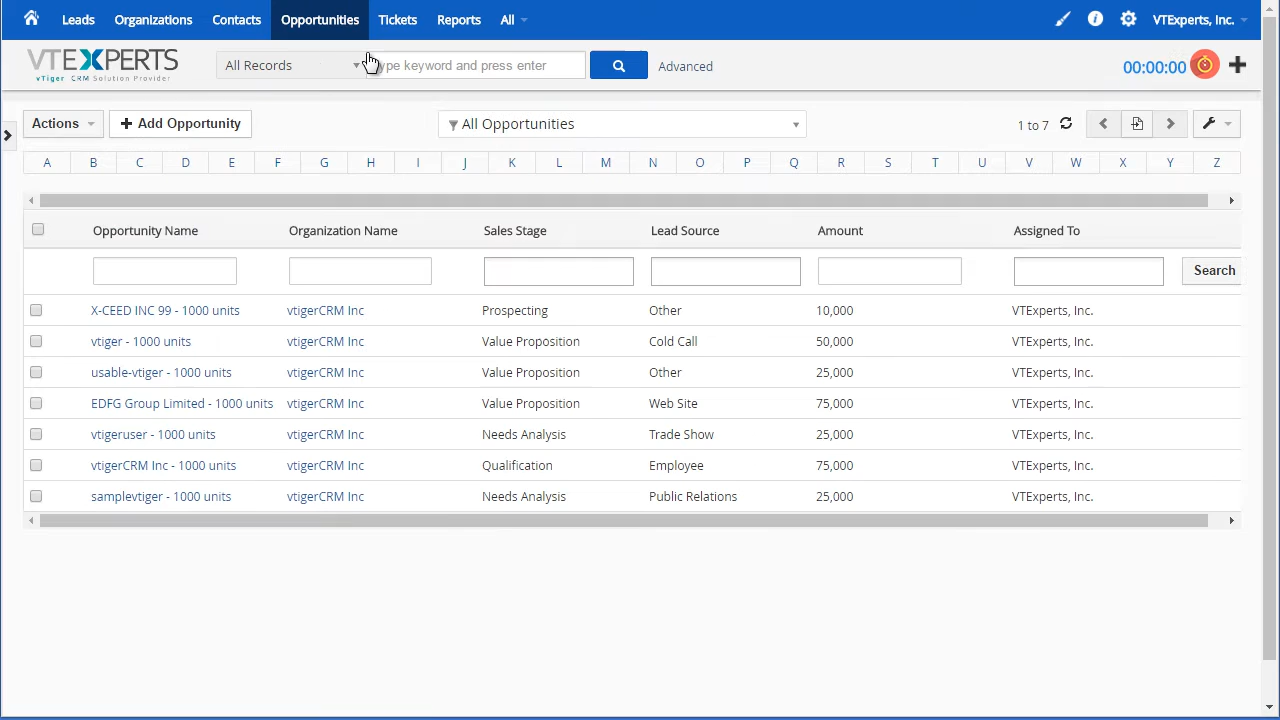 Leads Organizations Contacts Opportunities Tickets Reports All VTExperts, Inc.
VTEXPERTS
vTiger CRM Solution Provider
All Records
ype keyword and press enter
Advanced
00:00:00
Actions
Add Opportunity
All Opportunities
1 to 7
A B C D E F G H I J K L M N O P Q R S T U V W X Y Z
Opportunity Name Organization Name Sales Stage Lead Source Amount Assigned To
Search
X-CEED INC 99 - 1000 units vtigerCRM Inc Prospecting Other 10,000 VTExperts, Inc.
vtiger - 1000 units vtigerCRM Inc Value Proposition Cold Call 50,000 VTExperts, Inc.
usable-vtiger - 1000 units vtigerCRM Inc Value Proposition Other 25,000 VTExperts, Inc.
EDFG Group Limited - 1000 units vtigerCRM Inc Value Proposition Web Site 75,000 VTExperts, Inc.
vtigeruser - 1000 units vtigerCRM Inc Needs Analysis Trade Show 25,000 VTExperts, Inc.
vtigerCRM Inc - 1000 units vtigerCRM Inc Qualification Employee 75,000 VTExperts, Inc.
samplevtiger - 1000 units vtigerCRM Inc Needs Analysis Public Relations 25,000 VTExperts, Inc.